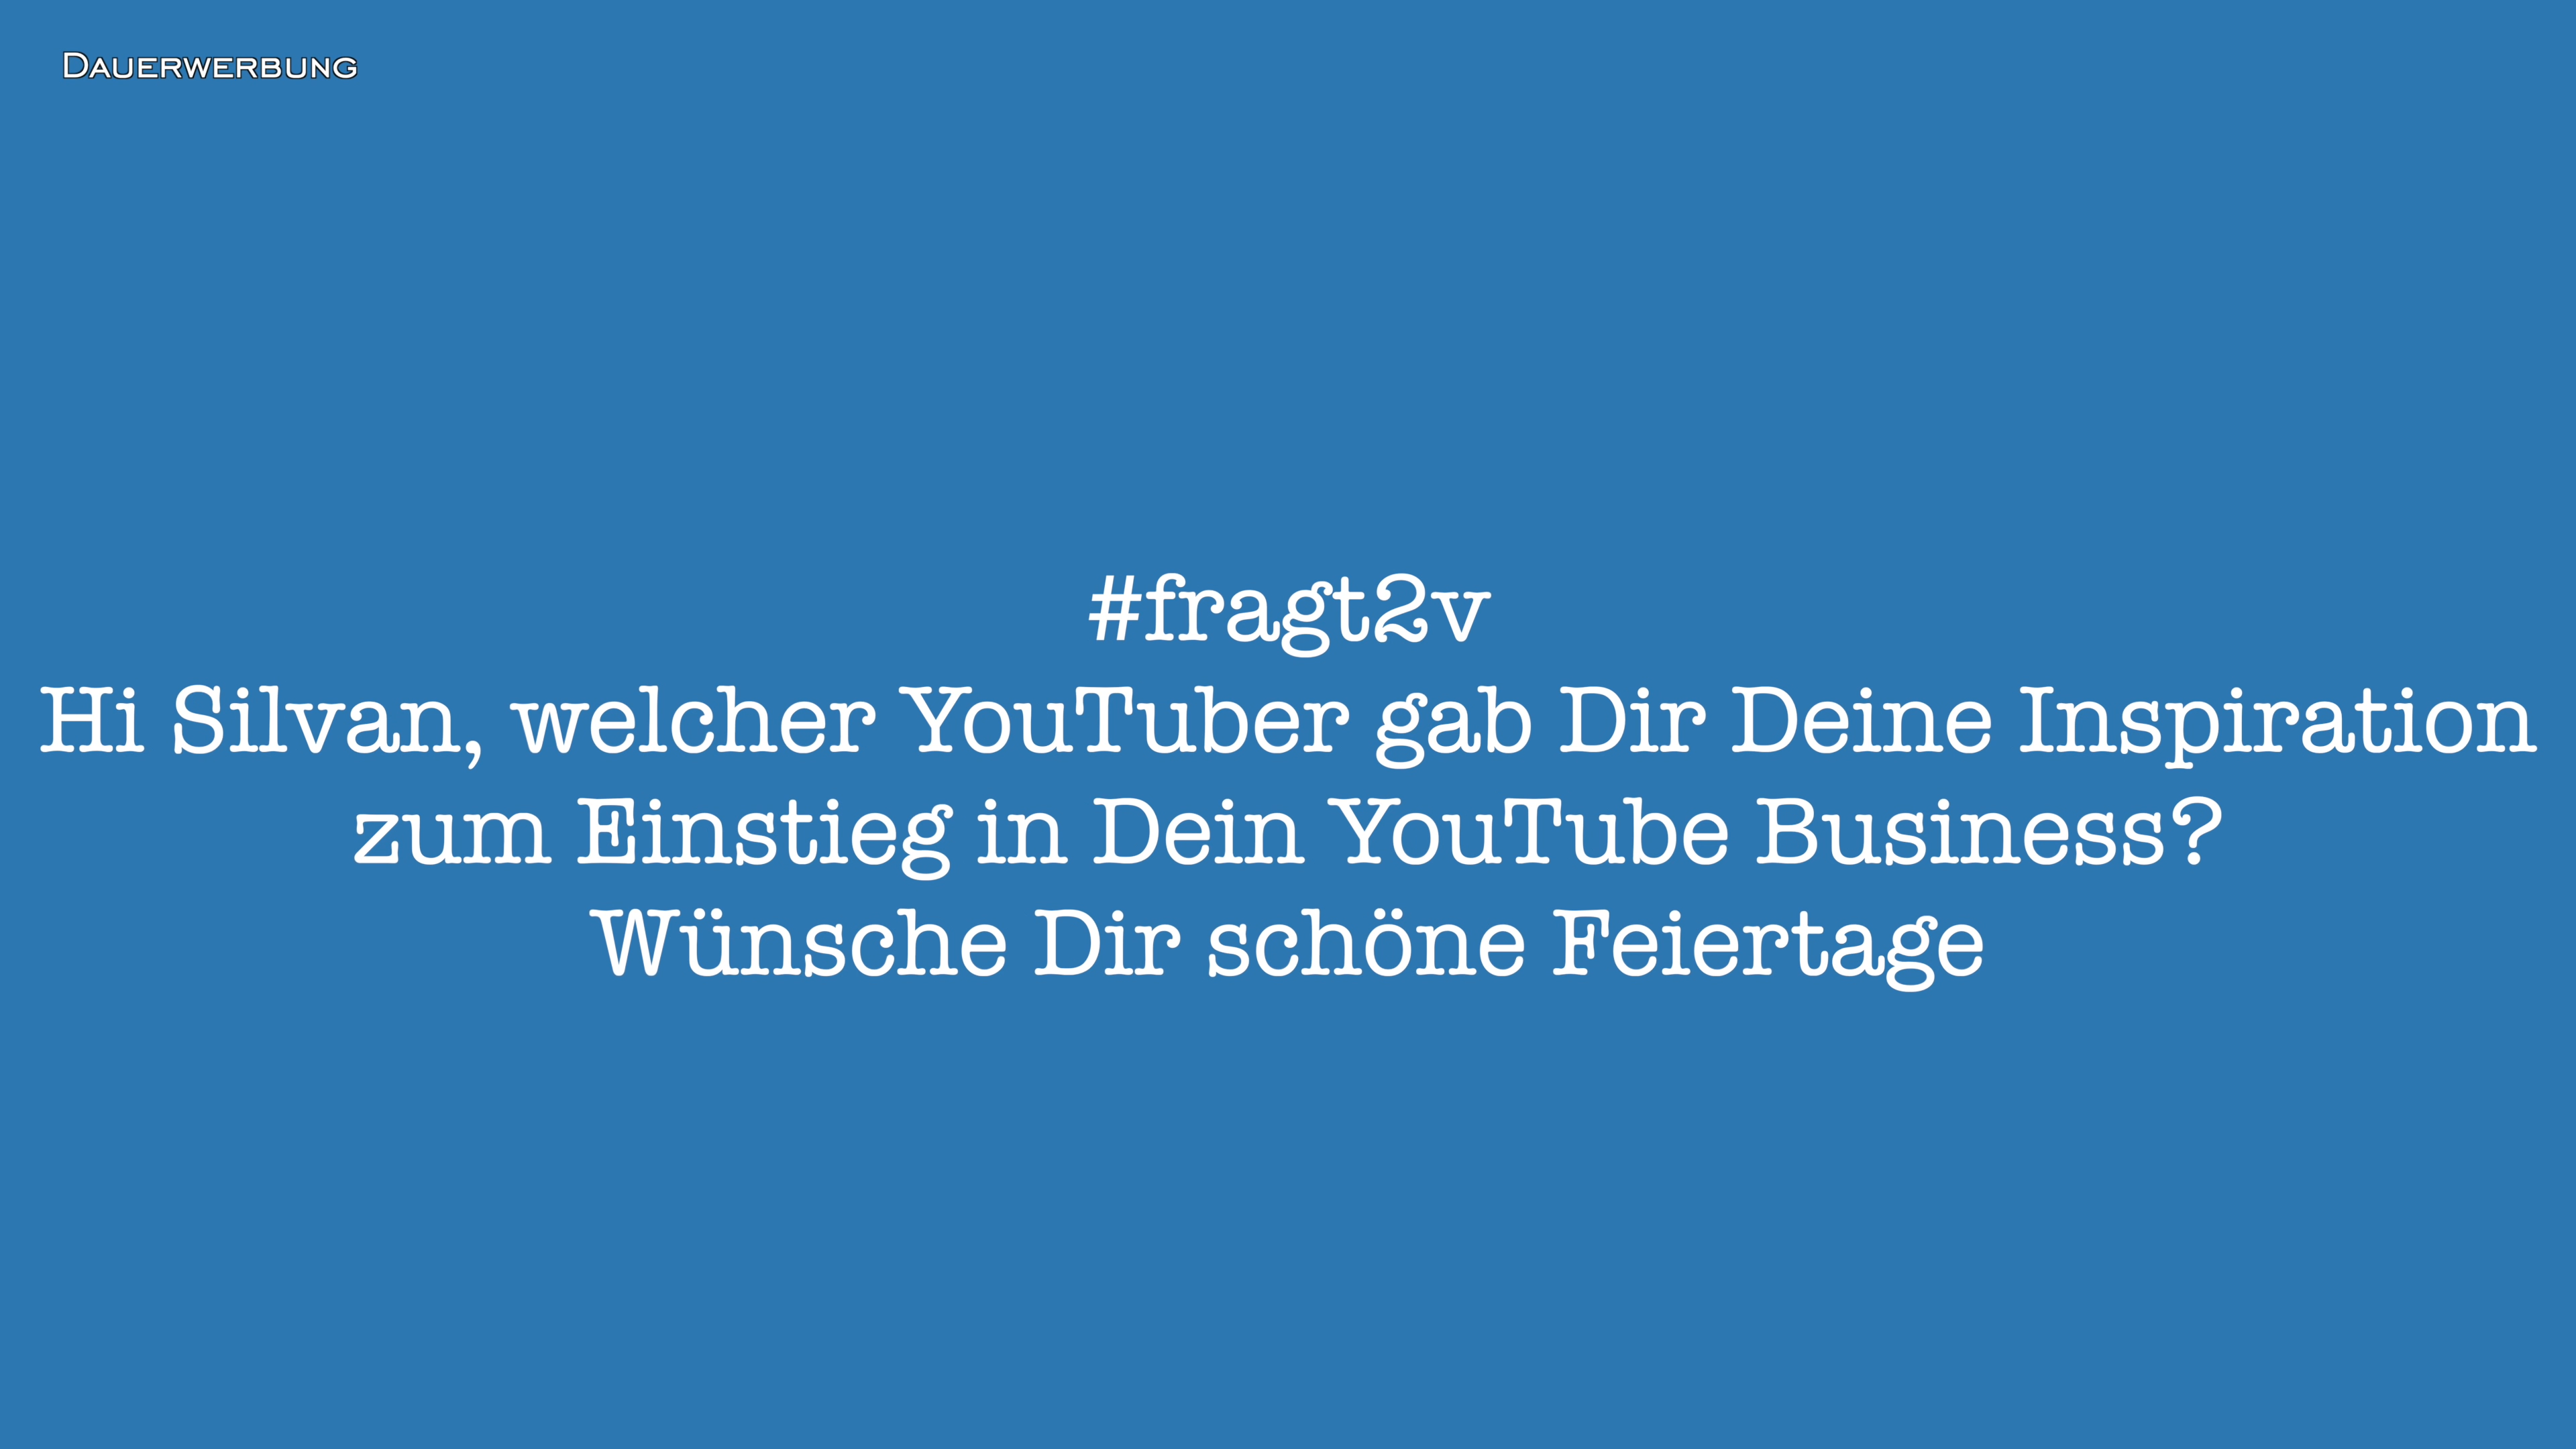 Dauerwerbung
#fragt2v
Hi Silvan, welcher YouTuber gab Dir Deine Inspiration
zum Einstieg in Dein YouTube Business?
Wünsche Dir schöne Feiertage